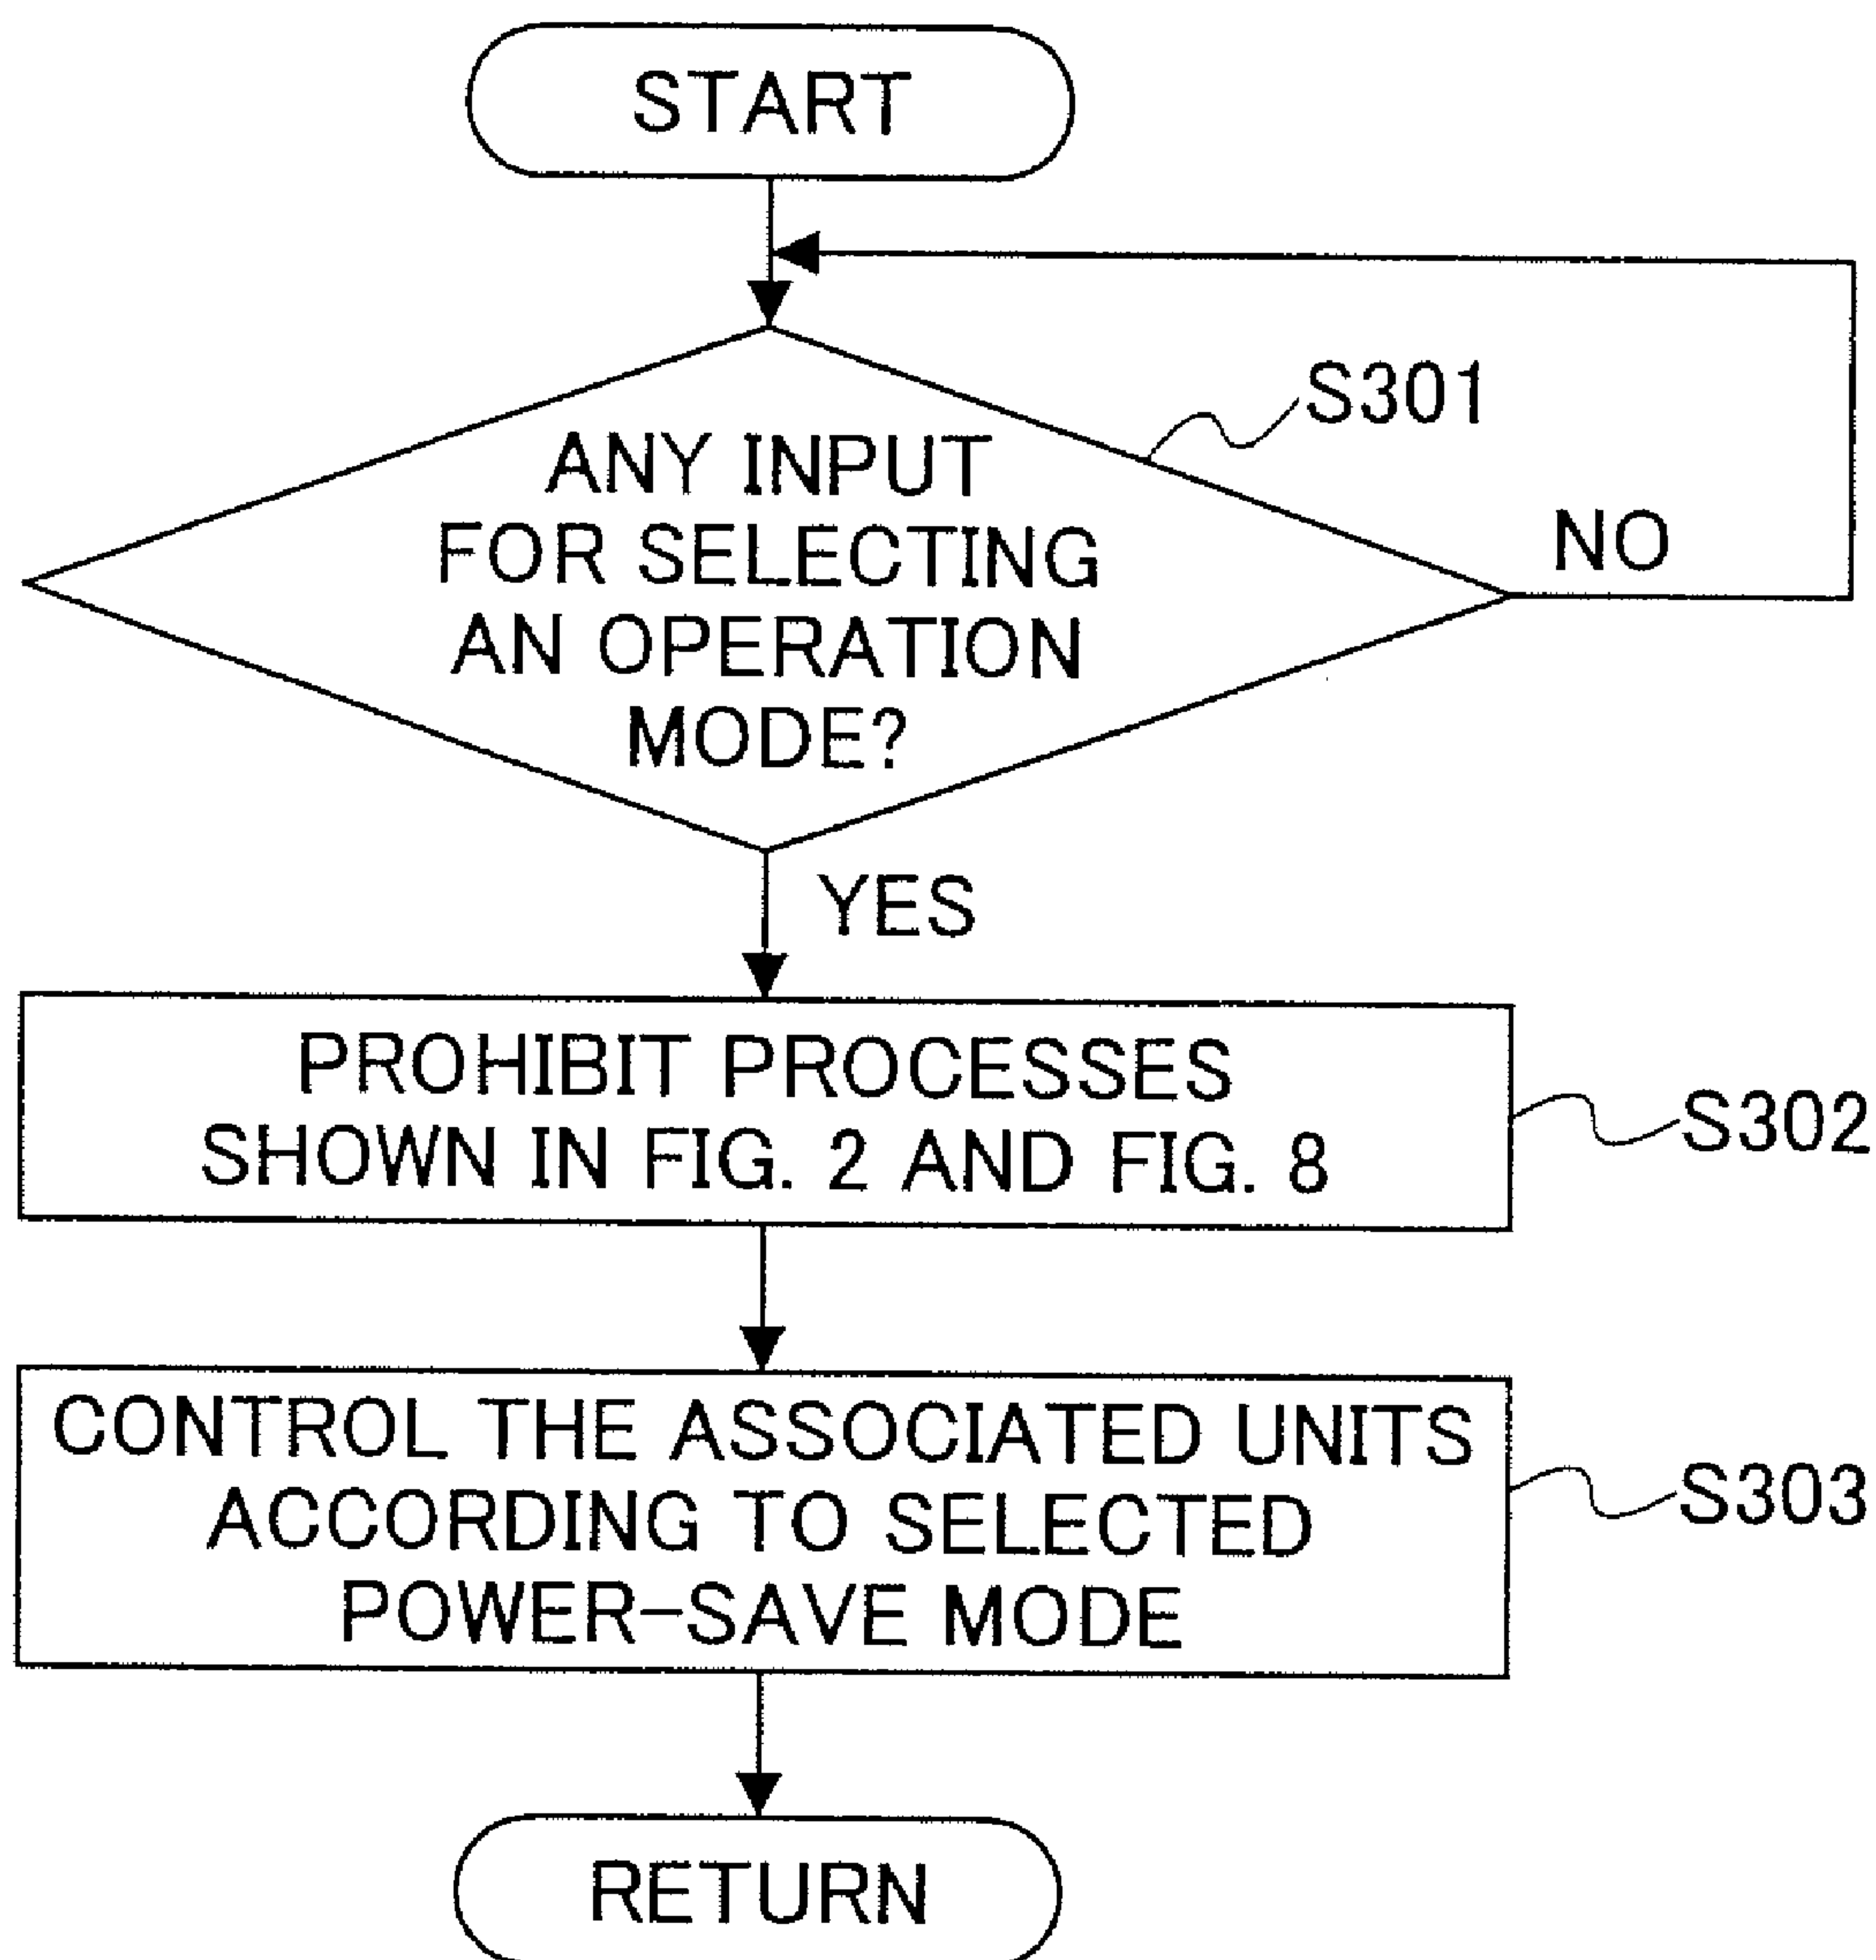 START
S301
ANY INPUT
FOR SELECTING
AN OPERATION
MODE?
NO
YES
PROHIBIT PROCESSES
SHOWN IN FIG. 2 AND FIG. 8
S302
CONTROL THE ASSOCIATED UNITS
ACCORDING TO SELECTED
POWER-SAVE MODE
S303
RETURN